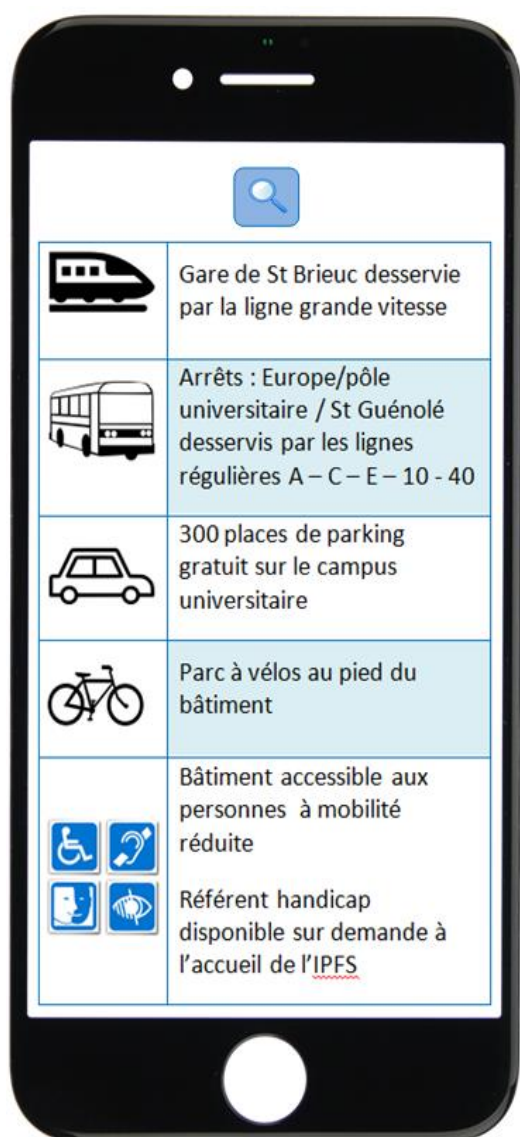 Gare de St Brieuc desservie
par la ligne grande vitesse
Arrêts : Europe/pôle
universitaire / St Guénolé
desservis par les lignes
régulières A – C – E – 10 - 40
300 places de parking
gratuit sur le campus
universitaire
Parc à vélos au pied du
bâtiment
Bâtiment accessible aux
personnes à mobilité
réduite
Référent handicap
disponible sur demande à
l'accueil de l'IPFS